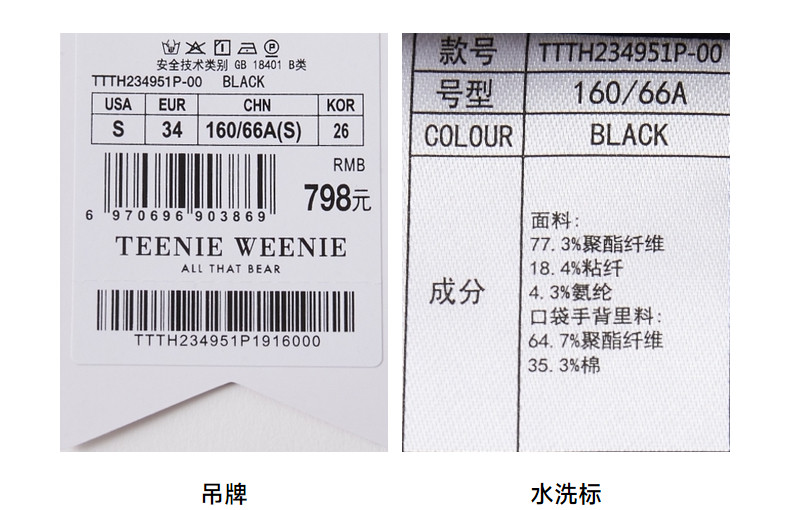 安全技术类别 GB 18401 B类
TTTH234951P-00 BLACK
USA EUR CHN KOR
S 34 160/66A(S) 26
RMB
798元
6 970696 903869
TEENIE WEENIE
ALL THAT BEAR
TTTH234951P1916000
吊牌
款号 TTTH234951P-00
号型 160/66A
COLOUR BLACK
成分
面料:
77.3%聚酯纤维
18.4%粘纤
4.3%氨纶
口袋手背里料:
64.7%聚酯纤维
35.3%棉
水洗标